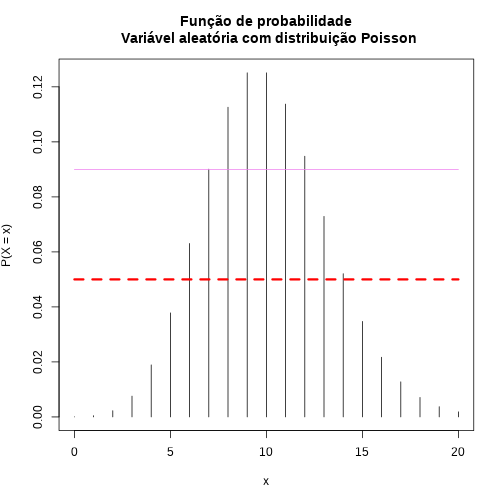 Função de probabilidade
Variável aleatória com distribuição Poisson
P(X = x)
0.12
0.10
0.08
0.06
0.04
0.02
0.00
0 5 10 15 20
x